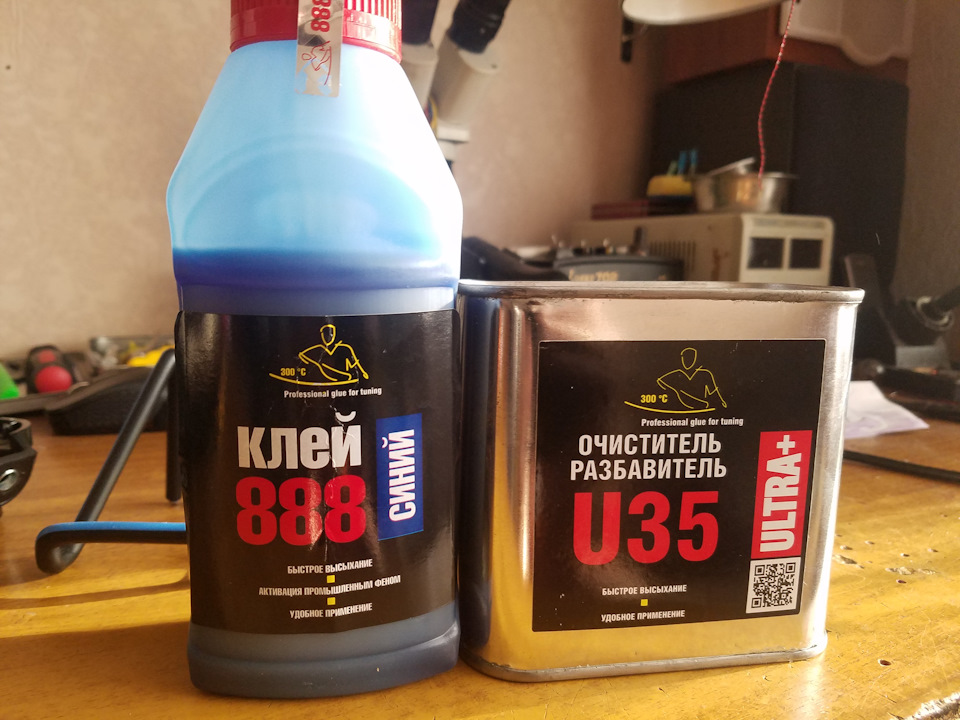 888
300 °C
Professional glue for tuning
клей
888
СИНИЙ
БЫСТРОЕ ВЫСЫХАНИЕ
АКТИВАЦИЯ ПРОМЫШЛЕННЫМ ФЕНОМ
УДОБНОЕ ПРИМЕНЕНИЕ
300 °C
Professional glue for tuning
ОЧИСТИТЕЛЬ
РАЗБАВИТЕЛЬ
U35
ULTRA+
БЫСТРОЕ ВЫСЫХАНИЕ
УДОБНОЕ ПРИМЕНЕНИЕ